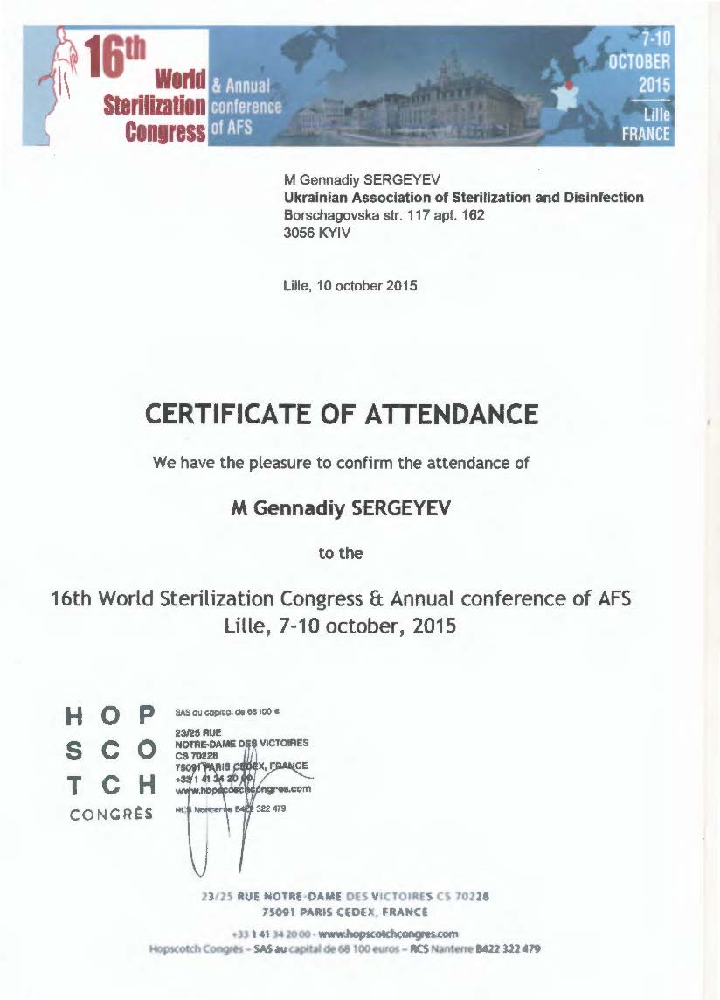 16th
World
Sterilization
Congress
& Annual
conference
of AFS
7-10
OCTOBER
2015
Lille
FRANCE
M Gennadiy SERGEYEV
Ukrainian Association of Sterilization and Disinfection
Borschagovska str. 117 apt. 162
3056 KYIV
Lille, 10 october 2015
CERTIFICATE OF ATTENDANCE
We have the pleasure to confirm the attendance of
M Gennadiy SERGEYEV
to the
16th World Sterilization Congress & Annual conference of AFS
Lille, 7-10 october, 2015
H O P
S C O
T C H
CONGRÈS
SAS au capital de 68 100 €
23/25 RUE
NOTRE-DAME DES VICTOIRES
CS 70228
75091 PARIS CEDEX, FRANCE
+33 1 41 34 20 00
www.hopscotchcongres.com
RCS Nanterre B422 322 479
23/25 RUE NOTRE-DAME DES VICTOIRES CS 70228
75091 PARIS CEDEX, FRANCE
+33 1 41 34 20 00 - www.hopscotchcongres.com
Hopscotch Congrès - SAS au capital de 68 100 euros - RCS Nanterre B422 322 479